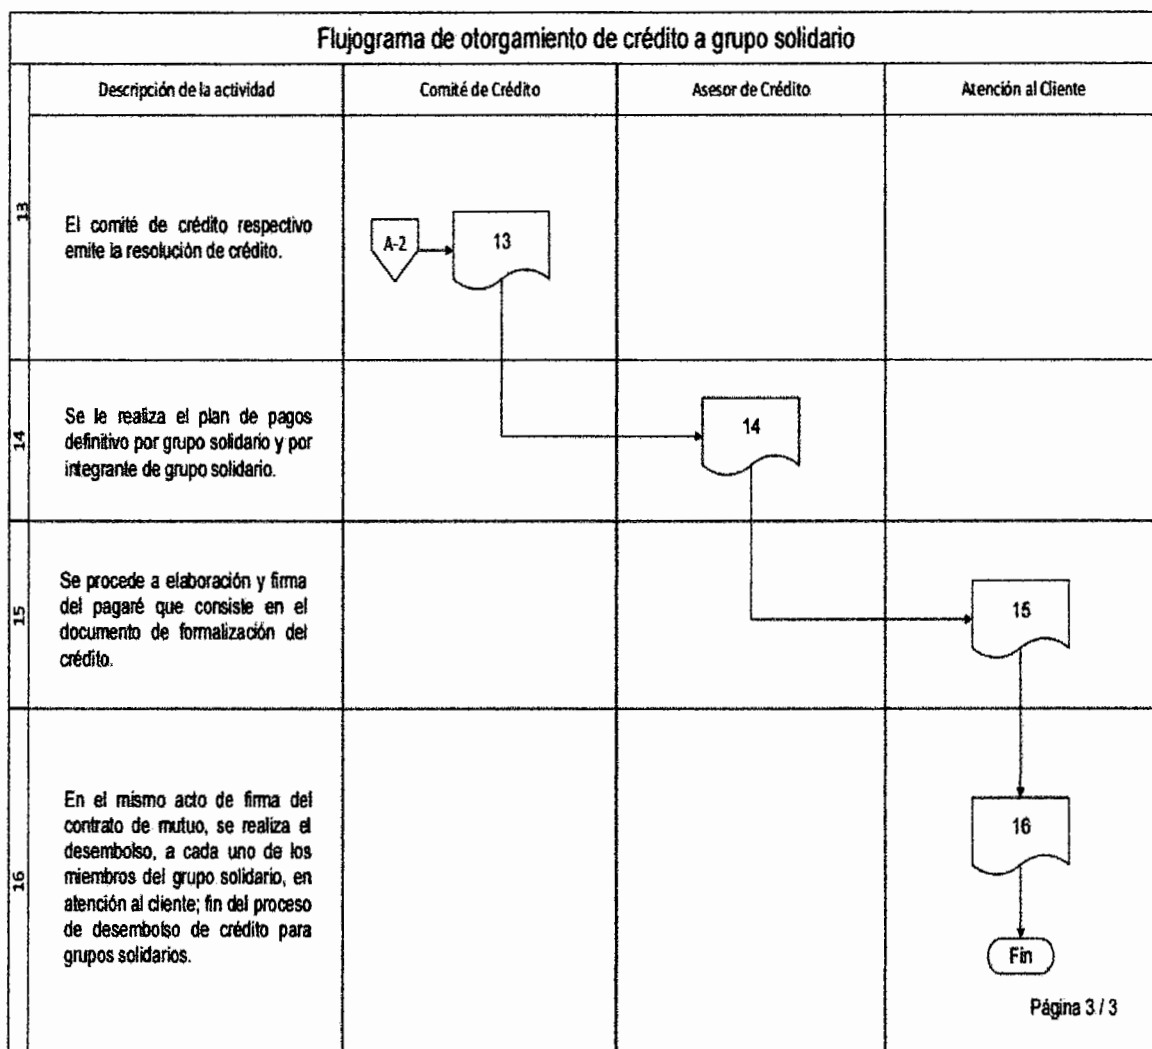 Flujograma de otorgamiento de crédito a grupo solidario
Descripción de la actividad
Comité de Crédito
Asesor de Crédito
Atención al Cliente
13
El comité de crédito respectivo
emite la resolución de crédito.
A-2
13
14
Se le realiza el plan de pagos
definitivo por grupo solidario y por
integrante de grupo solidario.
14
15
Se procede a elaboración y firma
del pagaré que consiste en el
documento de formalización del
crédito.
15
16
En el mismo acto de firma del
contrato de mutuo, se realiza el
desembolso, a cada uno de los
miembros del grupo solidario, en
atención al cliente; fin del proceso
de desembolso de crédito para
grupos solidarios.
16
Fin
Página 3 / 3